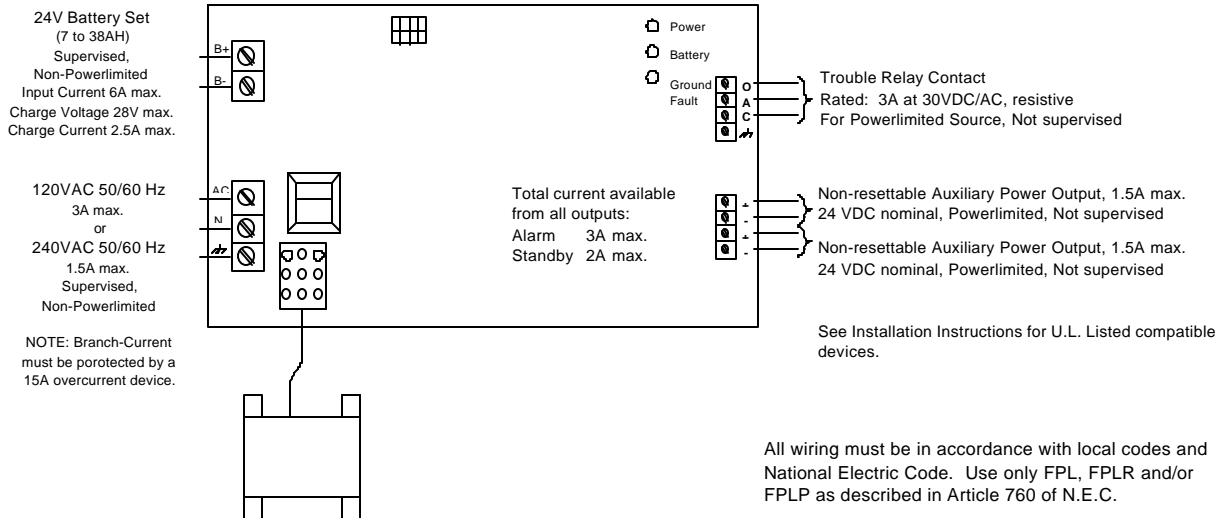 24V Battery Set
(7 to 38AH)
Supervised,
Non-Powerlimited
Input Current 6A max.
Charge Voltage 28V max.
Charge Current 2.5A max.
B+
B-
Power
Battery
Ground
Fault
O
A
C
Trouble Relay Contact
Rated: 3A at 30VDC/AC, resistive
For Powerlimited Source, Not supervised
120VAC 50/60 Hz
3A max.
or
240VAC 50/60 Hz
1.5A max.
Supervised,
Non-Powerlimited
AC
N
Total current available
from all outputs:
Alarm 3A max.
Standby 2A max.
+
-
+
-
Non-resettable Auxiliary Power Output, 1.5A max.
24 VDC nominal, Powerlimited, Not supervised
Non-resettable Auxiliary Power Output, 1.5A max.
24 VDC nominal, Powerlimited, Not supervised
NOTE: Branch-Current
must be porotected by a
15A overcurrent device.
See Installation Instructions for U.L. Listed compatible
devices.
All wiring must be in accordance with local codes and
National Electric Code. Use only FPL, FPLR and/or
FPLP as described in Article 760 of N.E.C.